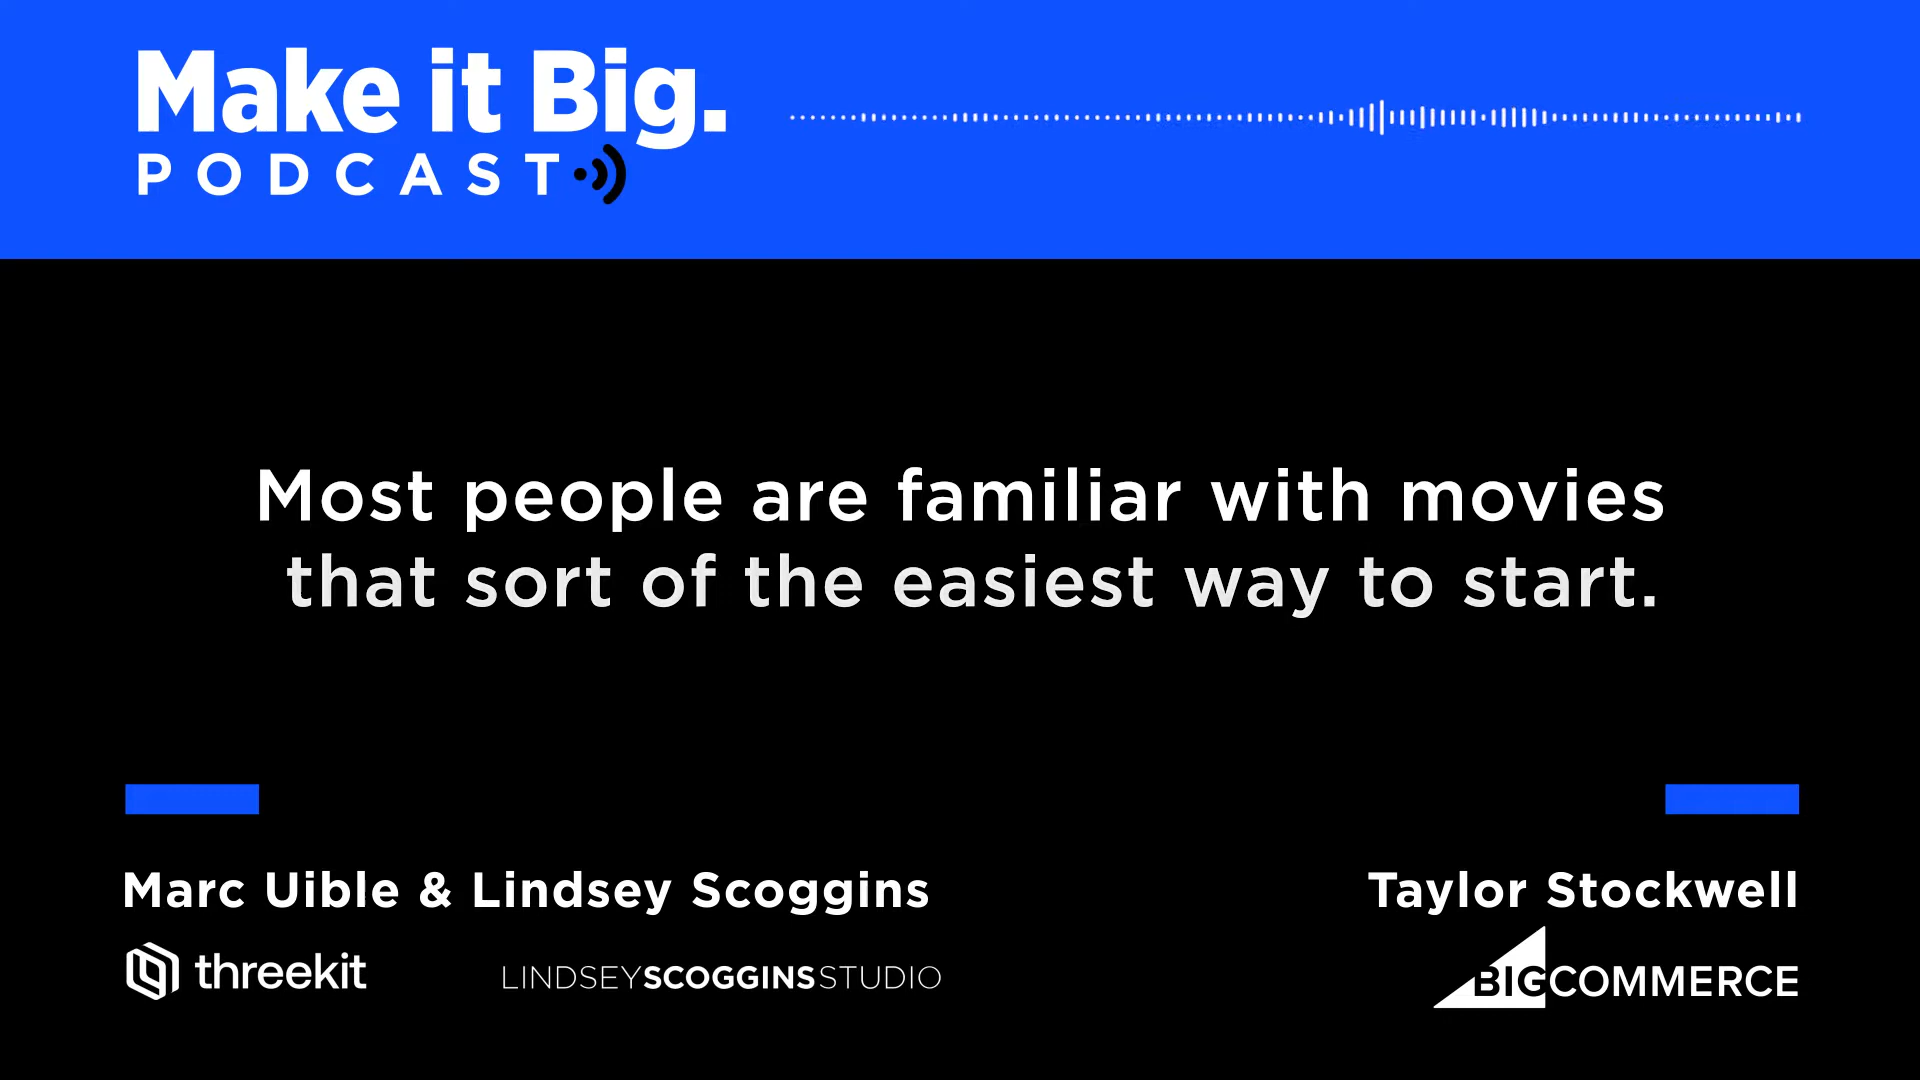 Make it Big.
PODCAST
Most people are familiar with movies
that sort of the easiest way to start.
Marc Uible & Lindsey Scoggins
Taylor Stockwell
threekit
LINDSEYSCOGGINSSTUDIO
BIGCOMMERCE